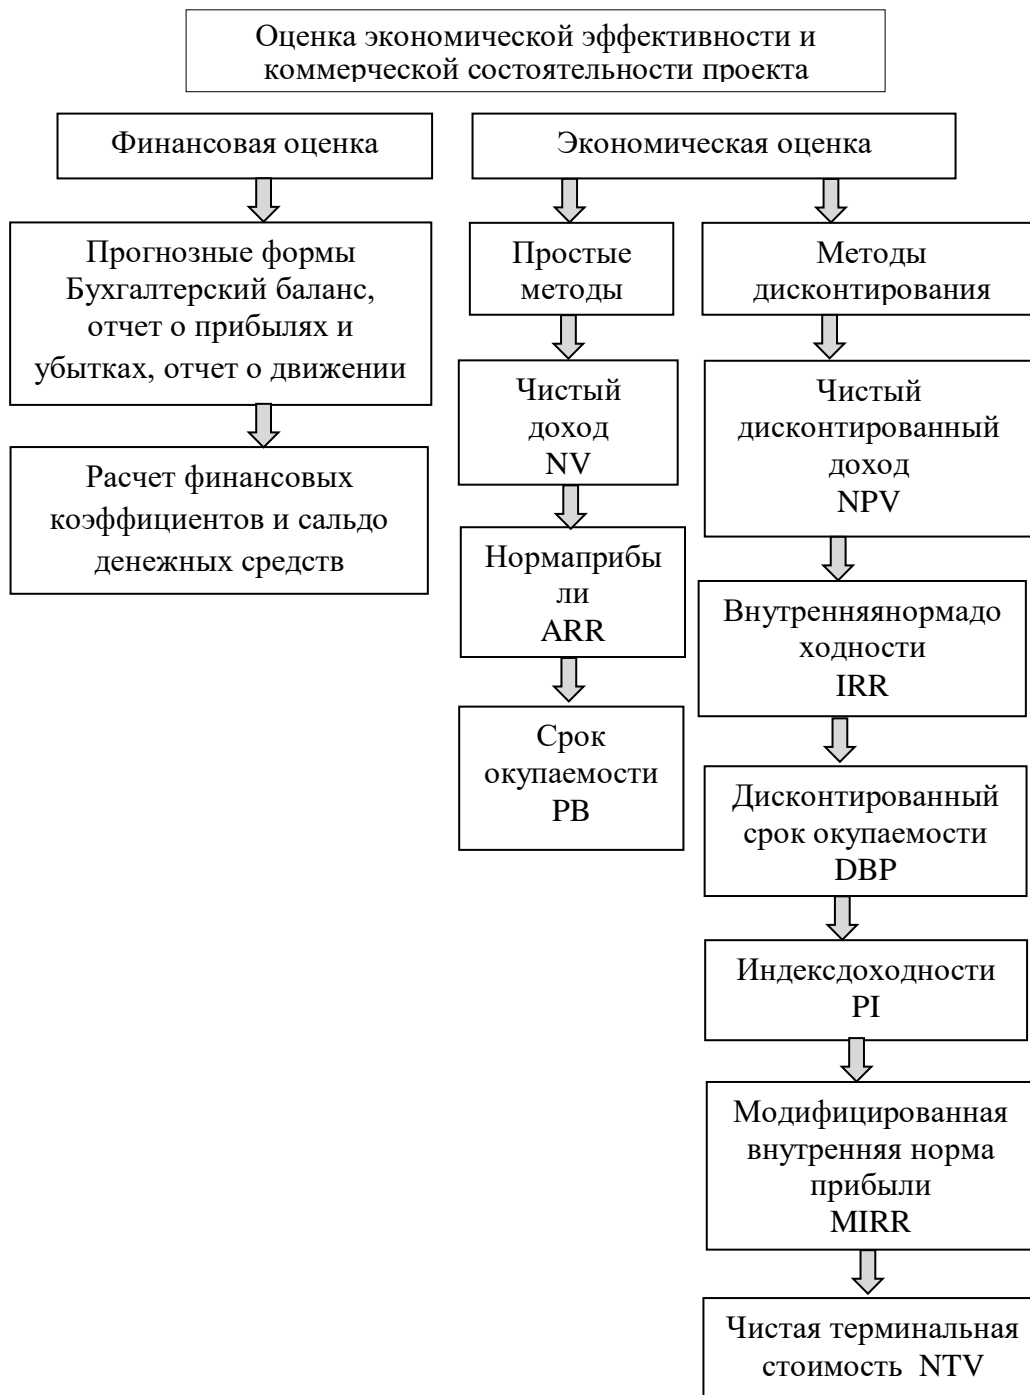 Оценка экономической эффективности и
коммерческой состоятельности проекта
Финансовая оценка
Экономическая оценка
Прогнозные формы
Бухгалтерский баланс,
отчет о прибылях и
убытках, отчет о движении
Расчет финансовых
коэффициентов и сальдо
денежных средств
Простые
методы
Чистый
доход
NV
Нормаприбы
ли
ARR
Срок
окупаемости
PB
Методы
дисконтирования
Чистый
дисконтированный
доход
NPV
Внутренняянормадо
ходности
IRR
Дисконтированный
срок окупаемости
DBP
Индексдоходности
PI
Модифицированная
внутренняя норма
прибыли
MIRR
Чистая терминальная
стоимость NTV